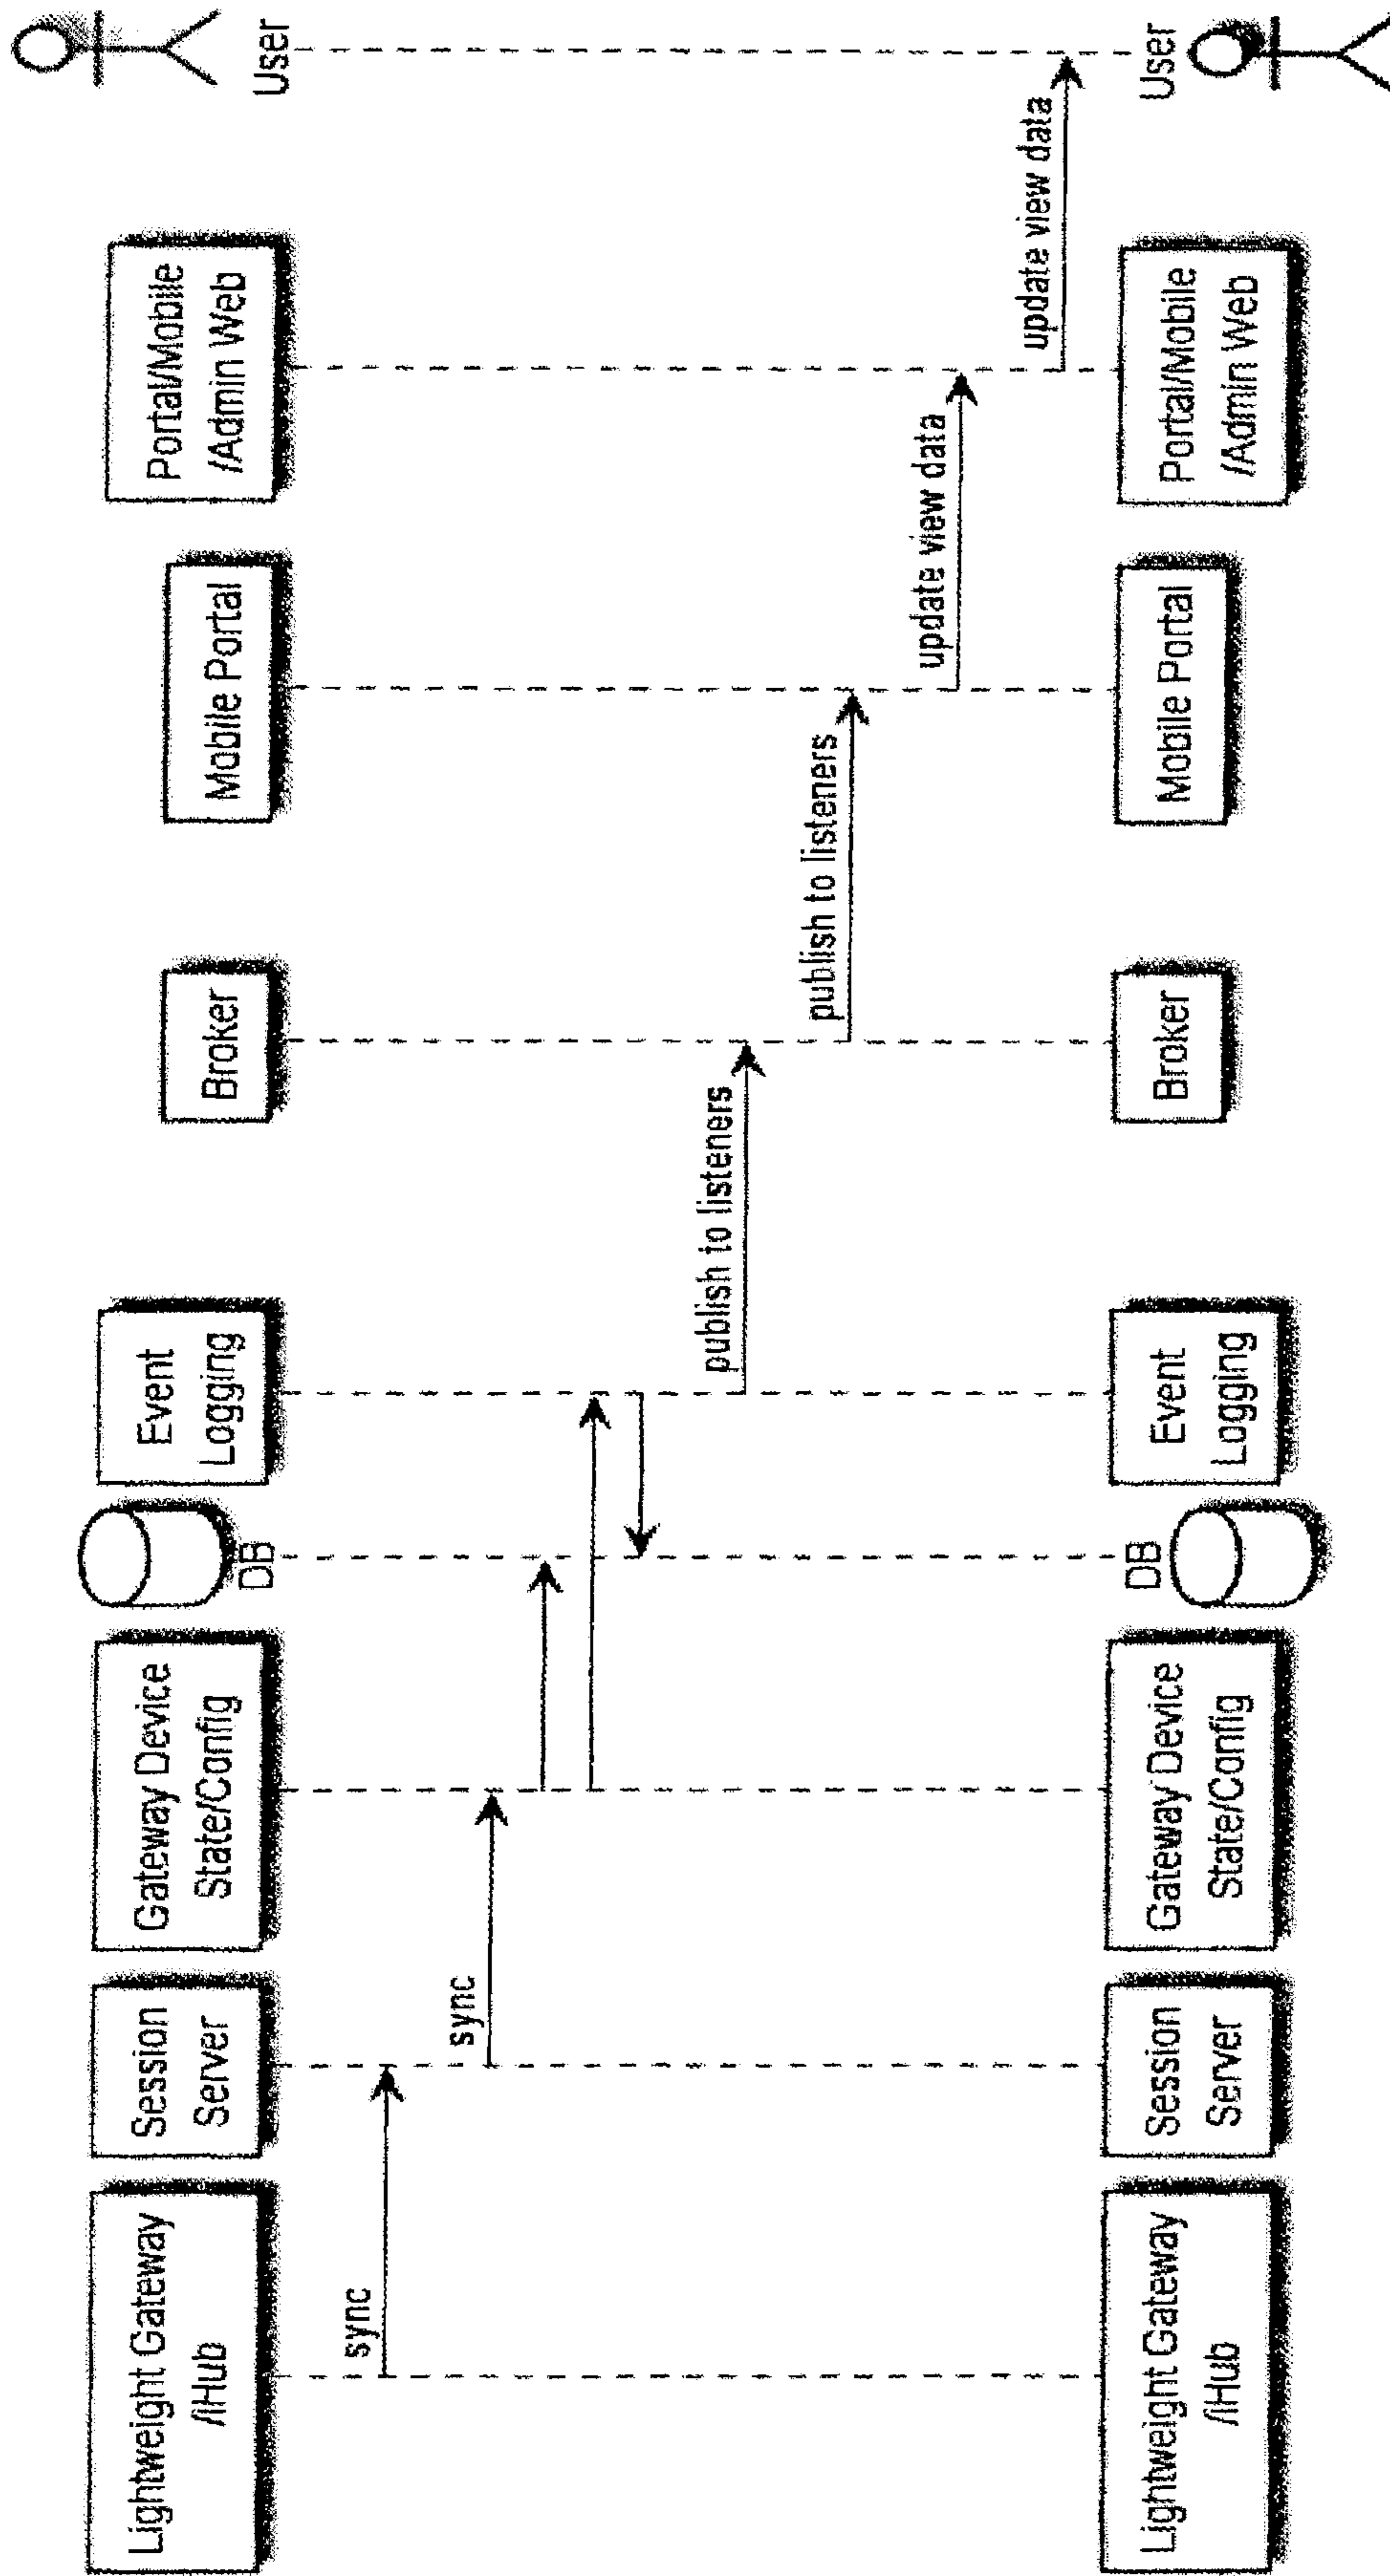 Lightweight Gateway
/iHub
Session
Server
Gateway Device
State/Config
DB
Event
Logging
Broker
Mobile Portal
Portal/Mobile
/Admin Web
User
sync
sync
publish to listeners
publish to listeners
update view data
update view data
Lightweight Gateway
/iHub
Session
Server
Gateway Device
State/Config
DB
Event
Logging
Broker
Mobile Portal
Portal/Mobile
/Admin Web
User